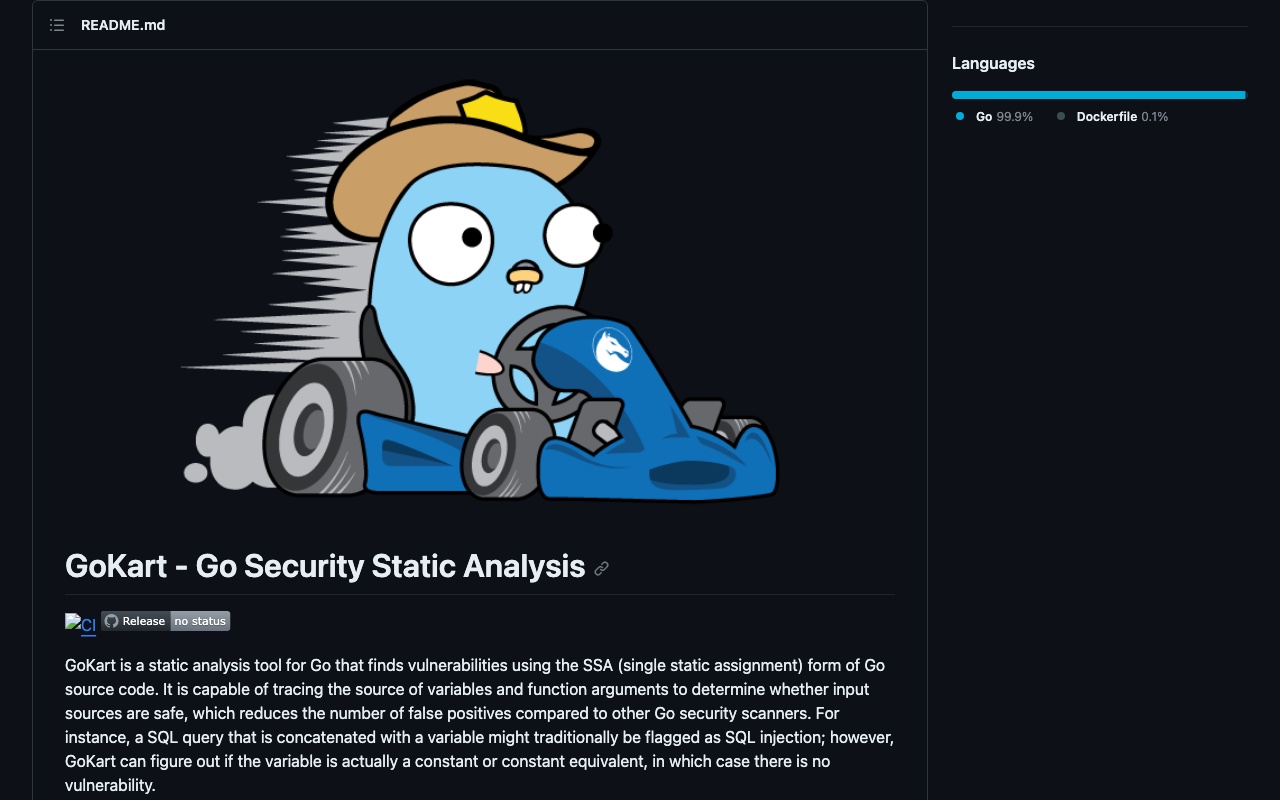 README.md
Languages
Go 99.9% Dockerfile 0.1%
GoKart - Go Security Static Analysis
CI Release no status
GoKart is a static analysis tool for Go that finds vulnerabilities using the SSA (single static assignment) form of Go
source code. It is capable of tracing the source of variables and function arguments to determine whether input
sources are safe, which reduces the number of false positives compared to other Go security scanners. For
instance, a SQL query that is concatenated with a variable might traditionally be flagged as SQL injection; however,
GoKart can figure out if the variable is actually a constant or constant equivalent, in which case there is no
vulnerability.